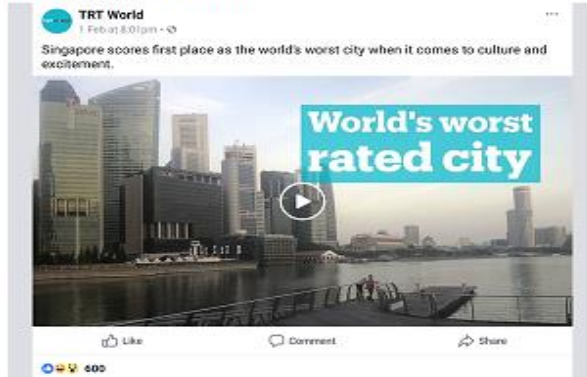 TRT World
1 Feb at 8:01pm
Singapore scores first place as the world's worst city when it comes to culture and
excitement.
World's worst
rated city
Like Comment Share
600